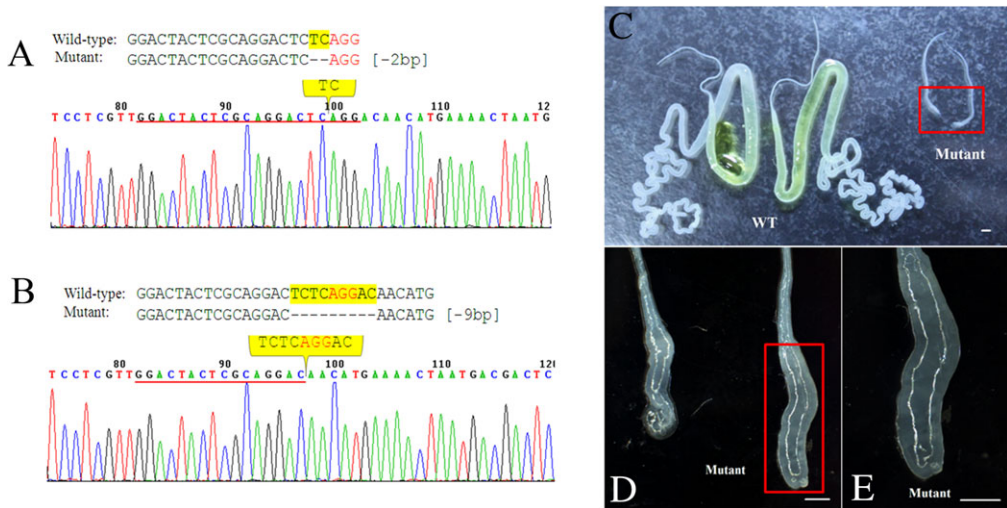 A
Wild-type: GGACTACTCGCAGGACTCTCAGG
Mutant: GGACTACTCGCAGGACTC--AGG [-2bp]
TC
80 90 100 110 12
TCCTCGTTGGACTACTCGCAGGACTCAGGACAACATGAAAACTAATG
B
Wild-type: GGACTACTCGCAGGACTCTCAGGACAACATG
Mutant: GGACTACTCGCAGGAC---------AACATG [-9bp]
TCTCAGGAC
80 90 100 110 120
TCCTCGTTGGACTACTCGCAGGACAACATGAAAACTAATGACGACTC
C
WT
Mutant
D
Mutant
E
Mutant